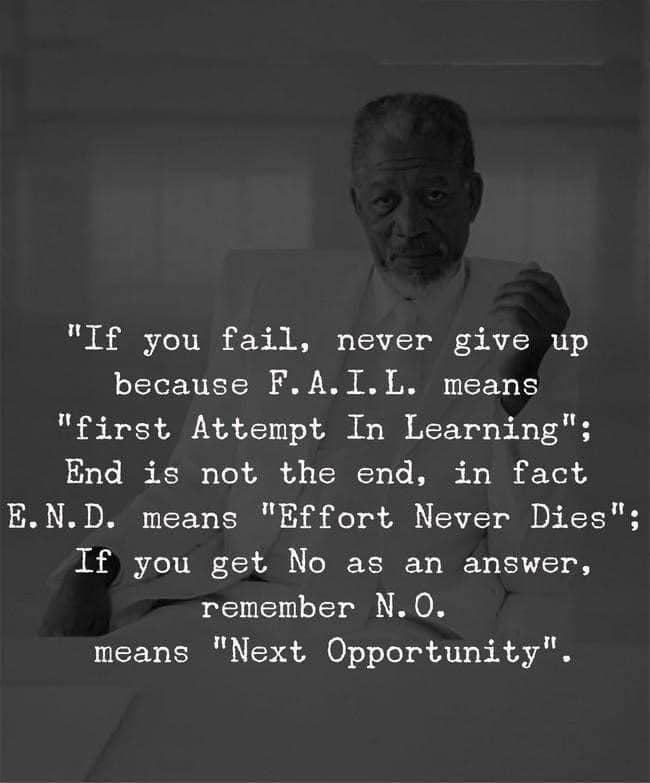 "If you fail, never give up
because F.A.I.L. means
"first Attempt In Learning";
End is not the end, in fact
E.N.D. means "Effort Never Dies";
If you get No as an answer,
remember N.O.
means "Next Opportunity".